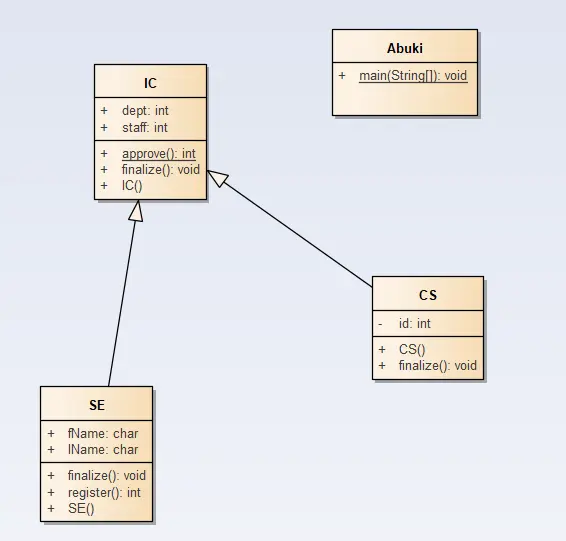 Abuki
+ main(String[]): void
IC
+ dept: int
+ staff: int
+ approve(): int
+ finalize(): void
+ IC()
CS
- id: int
+ CS()
+ finalize(): void
SE
+ fName: char
+ lName: char
+ finalize(): void
+ register(): int
+ SE()